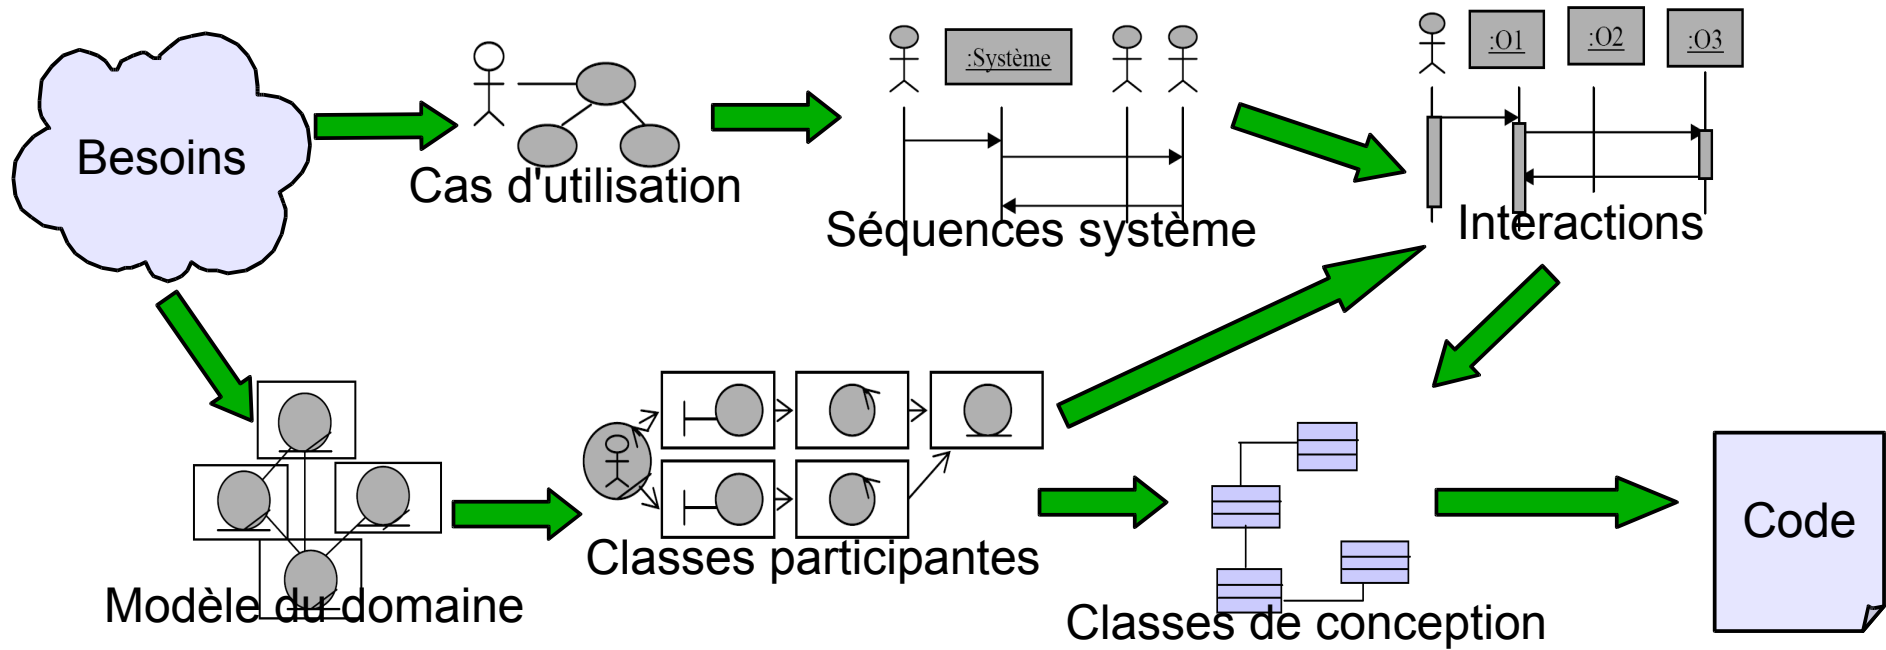 :Système
:O1
:O2
:O3
Besoins
Cas d'utilisation
Séquences système
Interactions
Modèle du domaine
Classes participantes
Classes de conception
Code